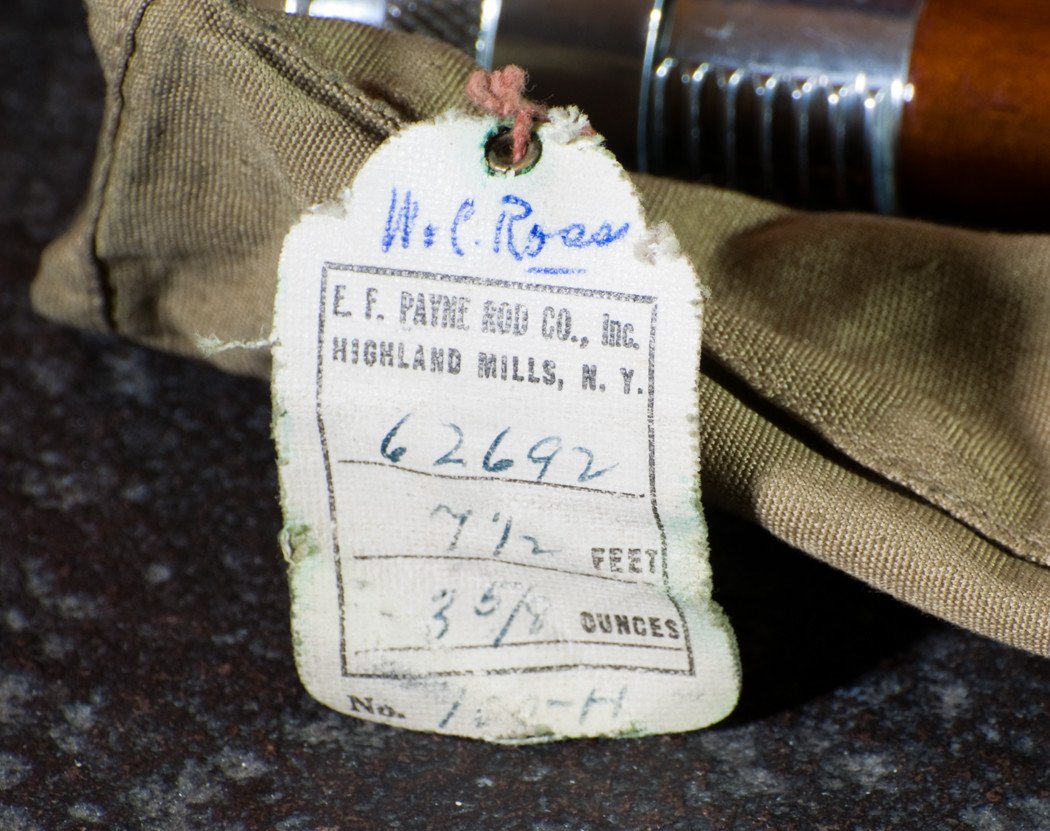 W. C. Ross
E. F. PAYNE ROD CO., Inc.
HIGHLAND MILLS, N. Y.
62692
7 1/2 FEET
3 5/8 OUNCES
No.